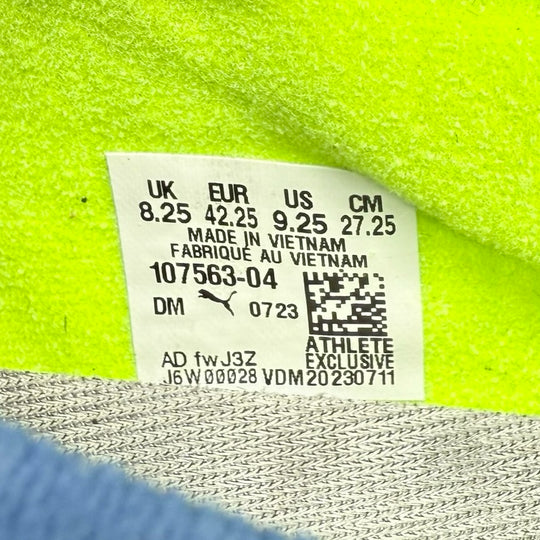 UK EUR US CM
8.25 42.25 9.25 27.25
MADE IN VIETNAM
FABRIQUÉ AU VIETNAM
107563-04
DM 0723
ATHLETE
AD fwJ3Z EXCLUSIVE
J6W00028 VDM20230711